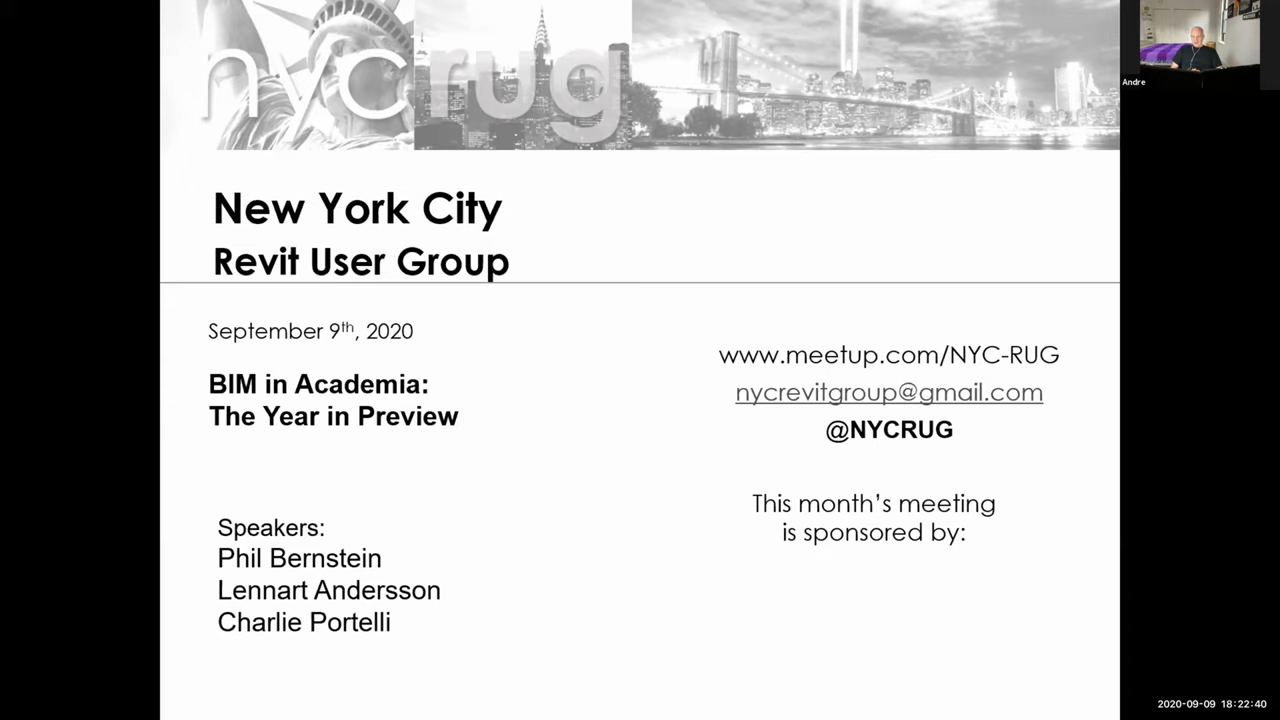 nycrug
New York City
Revit User Group
September 9th, 2020
BIM in Academia:
The Year in Preview
Speakers:
Phil Bernstein
Lennart Andersson
Charlie Portelli
www.meetup.com/NYC-RUG
nycrevitgroup@gmail.com
@NYCRUG
This month’s meeting
is sponsored by:
Andre
2020-09-09 18:22:40